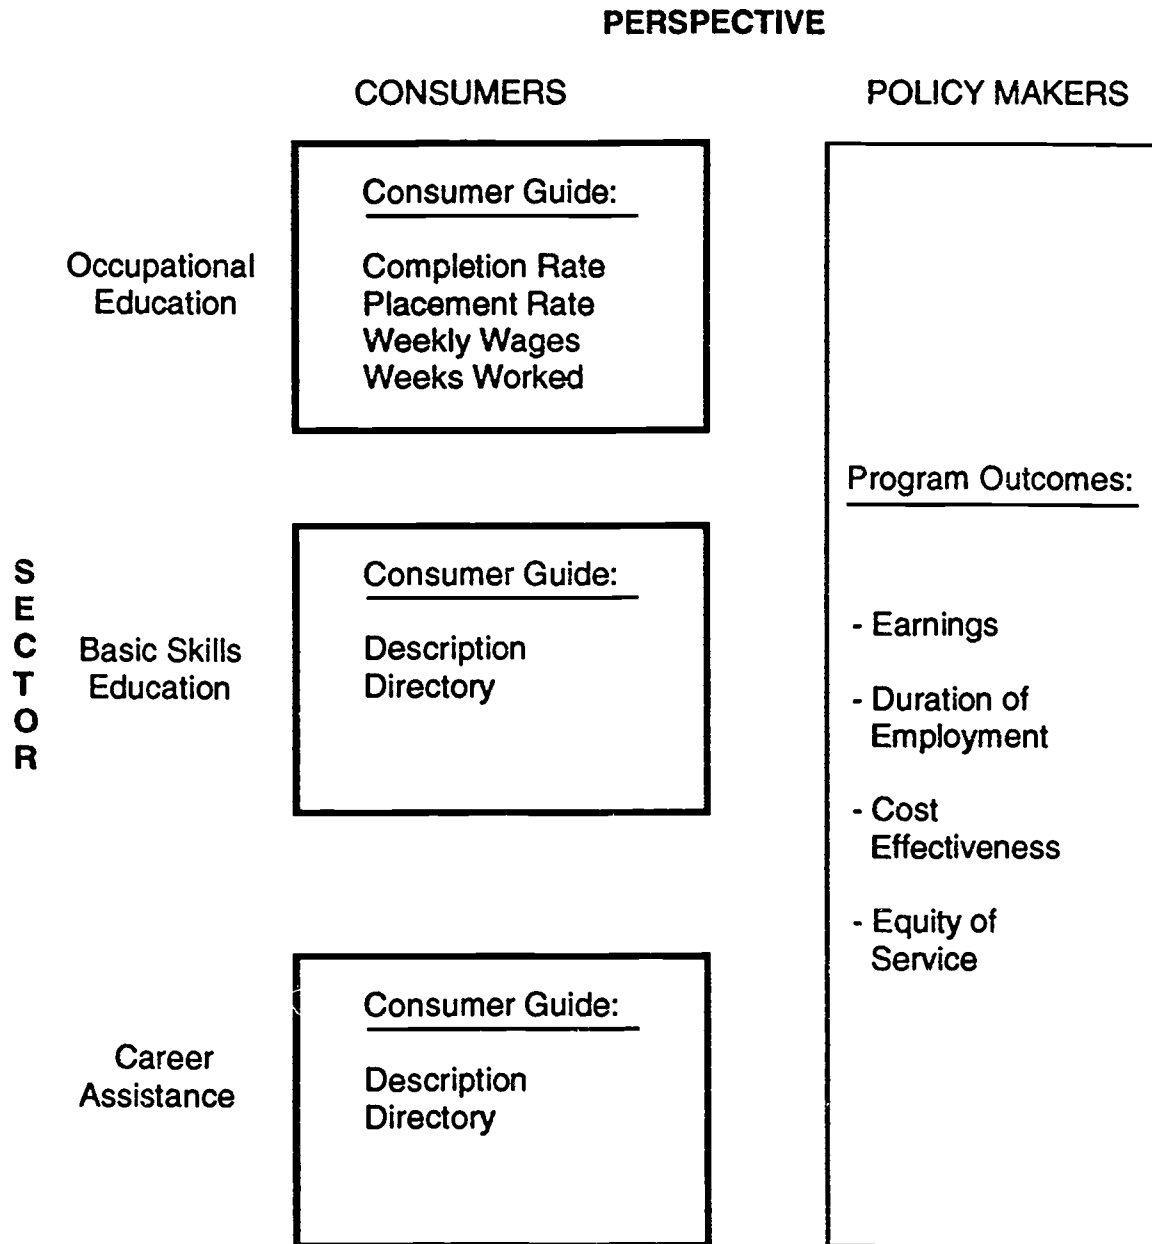 PERSPECTIVE
CONSUMERS
POLICY MAKERS
SECTOR
Occupational
Education
Consumer Guide:
Completion Rate
Placement Rate
Weekly Wages
Weeks Worked
Basic Skills
Education
Consumer Guide:
Description
Directory
Career
Assistance
Consumer Guide:
Description
Directory
Program Outcomes:
- Earnings
- Duration of
Employment
- Cost
Effectiveness
- Equity of
Service